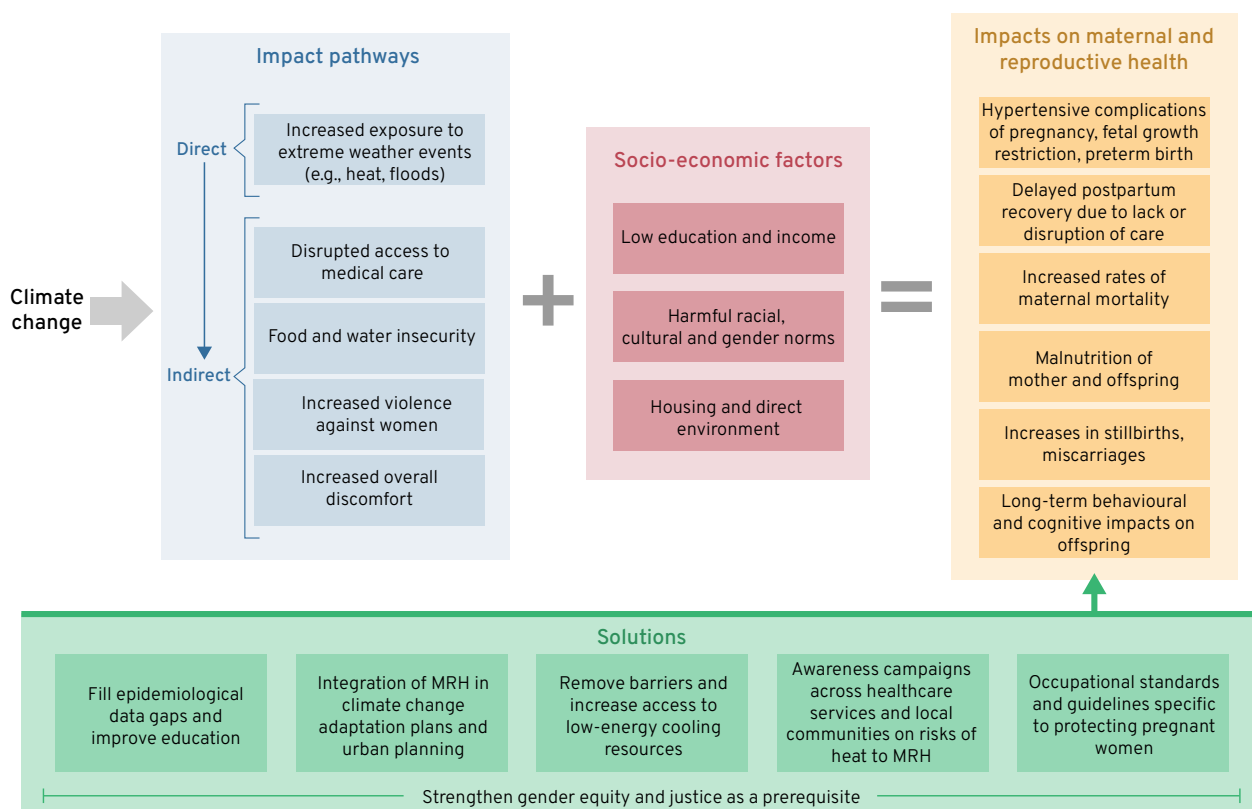 Climate
change
Impact pathways
Direct
Increased exposure to
extreme weather events
(e.g., heat, floods)
Indirect
Disrupted access to
medical care
Food and water insecurity
Increased violence
against women
Increased overall
discomfort
+
Socio-economic factors
Low education and income
Harmful racial,
cultural and gender norms
Housing and direct
environment
=
Impacts on maternal and
reproductive health
Hypertensive complications
of pregnancy, fetal growth
restriction, preterm birth
Delayed postpartum
recovery due to lack or
disruption of care
Increased rates of
maternal mortality
Malnutrition of
mother and offspring
Increases in stillbirths,
miscarriages
Long-term behavioural
and cognitive impacts on
offspring
Solutions
Fill epidemiological
data gaps and
improve education
Integration of MRH in
climate change
adaptation plans and
urban planning
Remove barriers and
increase access to
low-energy cooling
resources
Awareness campaigns
across healthcare
services and local
communities on risks of
heat to MRH
Occupational standards
and guidelines specific
to protecting pregnant
women
Strengthen gender equity and justice as a prerequisite